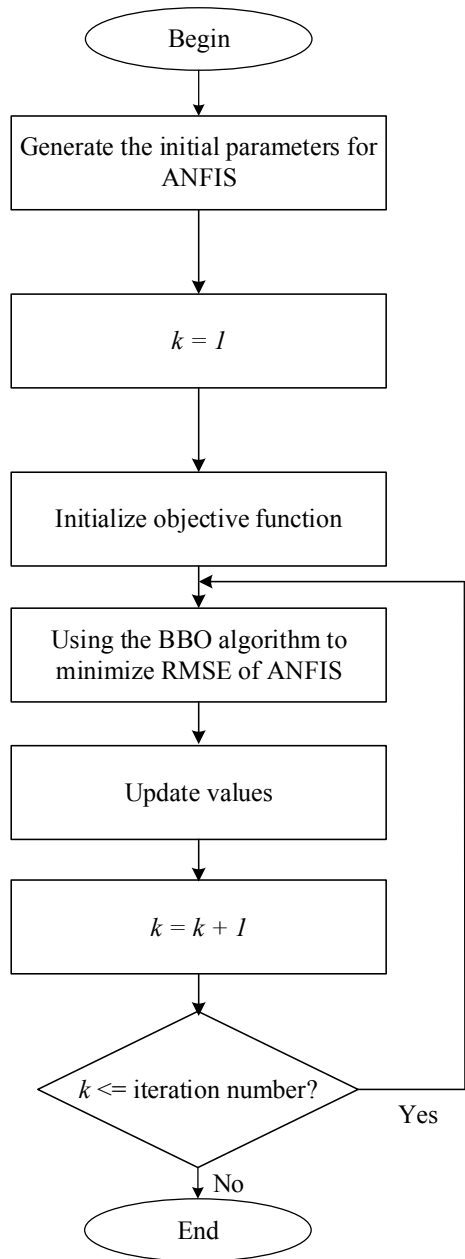 Begin
Generate the initial parameters for
ANFIS
k = 1
Initialize objective function
Using the BBO algorithm to
minimize RMSE of ANFIS
Update values
k = k + 1
k <= iteration number?
Yes
No
End